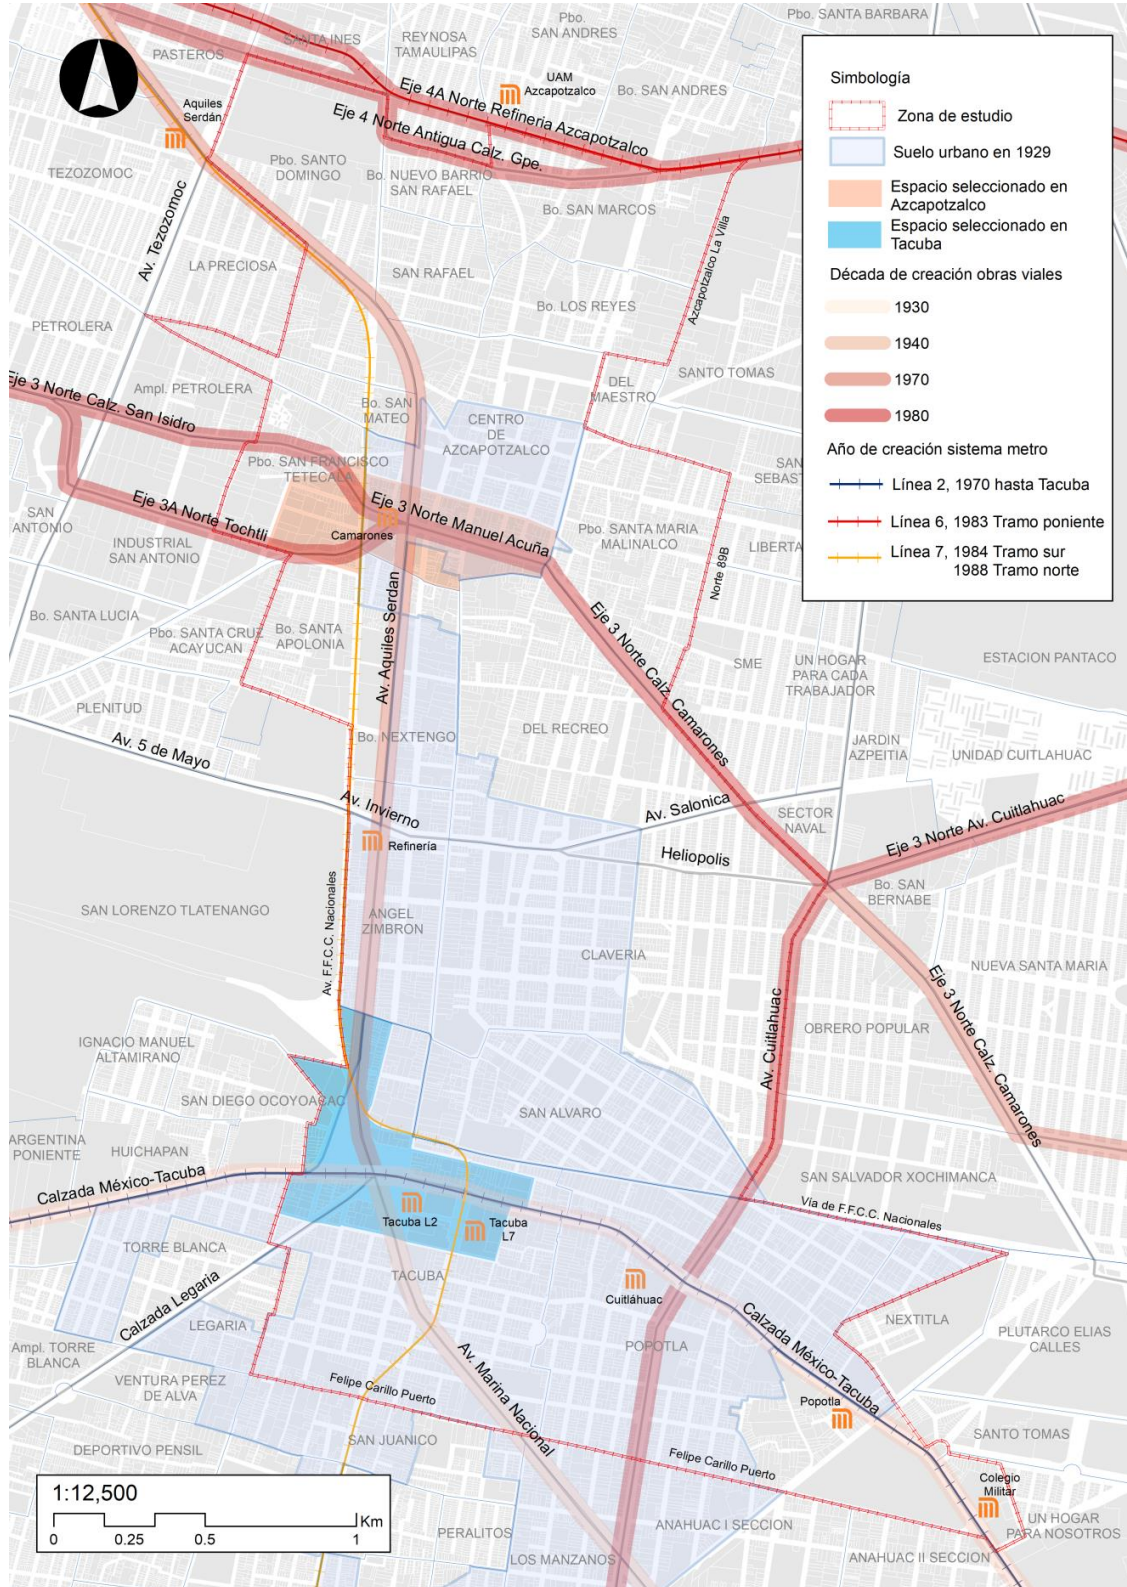 Pbo. SANTA BARBARA
Pbo.
SAN ANDRES
REYNOSA
TAMAULIPAS
SANTA INES
PASTEROS
UAM
Azcapotzalco
Bo. SAN ANDRES
Eje 4A Norte Refineria Azcapotzalco
Eje 4 Norte Antigua Calz. Gpe.
Aquiles
Serdán
TEZOZOMOC
Pbo. SANTO
DOMINGO
Bo. NUEVO BARRIO
SAN RAFAEL
Bo. SAN MARCOS
Av. Tezozomoc
LA PRECIOSA
SAN RAFAEL
Azcapotzalco La Villa
Bo. LOS REYES
PETROLERA
Ampl. PETROLERA
DEL
MAESTRO
SANTO TOMAS
Eje 3 Norte Calz. San Isidro
Bo. SAN
MATEO
CENTRO
DE
AZCAPOTZALCO
Pbo. SAN FRANCISCO
TETECALA
SAN
SEBAST
SAN
ANTONIO
Eje 3A Norte Tochtli
INDUSTRIAL
SAN ANTONIO
Camarones
Eje 3 Norte Manuel Acuña
Pbo. SANTA MARIA
MALINALCO
LIBERTA
Norte 89B
Bo. SANTA LUCIA
Pbo. SANTA CRUZ
ACAYUCAN
Bo. SANTA
APOLONIA
Av. Aquiles Serdan
Eje 3 Norte Calz. Camarones
SME
UN HOGAR
PARA CADA
TRABAJADOR
ESTACION PANTACO
PLENITUD
Av. 5 de Mayo
Bo. NEXTENGO
DEL RECREO
JARDIN
AZPEITIA
UNIDAD CUITLAHUAC
Av. Invierno
Av. Salonica
SECTOR
NAVAL
Refinería
Heliopolis
Eje 3 Norte Av. Cuitlahuac
Bo. SAN
BERNABE
SAN LORENZO TLATENANGO
Av. F.F.C.C. Nacionales
ANGEL
ZIMBRON
CLAVERIA
NUEVA SANTA MARIA
Eje 3 Norte Calz. Camarones
Av. Cuitlahuac
OBRERO POPULAR
IGNACIO MANUEL
ALTAMIRANO
SAN DIEGO OCOYOACAC
SAN ALVARO
ARGENTINA
PONIENTE
HUICHAPAN
Calzada México-Tacuba
SAN SALVADOR XOCHIMANCA
Via de F.F.C.C. Nacionales
Tacuba L2
Tacuba
L7
TORRE BLANCA
TACUBA
Calzada Legaria
Cuitláhuac
LEGARIA
POPOTLA
Calzada México-Tacuba
NEXTITLA
PLUTARCO ELIAS
CALLES
Ampl. TORRE
BLANCA
VENTURA PEREZ
DE ALVA
Felipe Carillo Puerto
Av. Marina Nacional
Popotla
DEPORTIVO PENSIL
SAN JUANICO
Felipe Carillo Puerto
SANTO TOMAS
Colegio
Militar
UN HOGAR
PARA NOSOTROS
PERALITOS
ANAHUAC I SECCION
LOS MANZANOS
ANAHUAC II SECCION
1:12,500
Km
0 0.25 0.5 1
Simbología
Zona de estudio
Suelo urbano en 1929
Espacio seleccionado en
Azcapotzalco
Espacio seleccionado en
Tacuba
Década de creación obras viales
1930
1940
1970
1980
Año de creación sistema metro
Línea 2, 1970 hasta Tacuba
Línea 6, 1983 Tramo poniente
Línea 7, 1984 Tramo sur
1988 Tramo norte